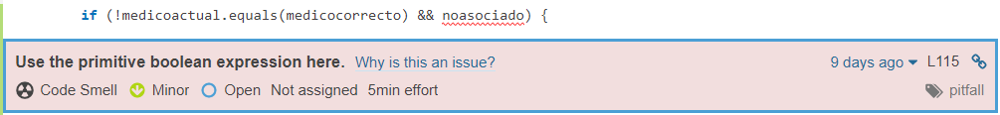 if (!medicoactual.equals(medicocorrecto) && noasociado) {
Use the primitive boolean expression here. Why is this an issue? 9 days ago L115
Code Smell Minor Open Not assigned 5min effort pitfall